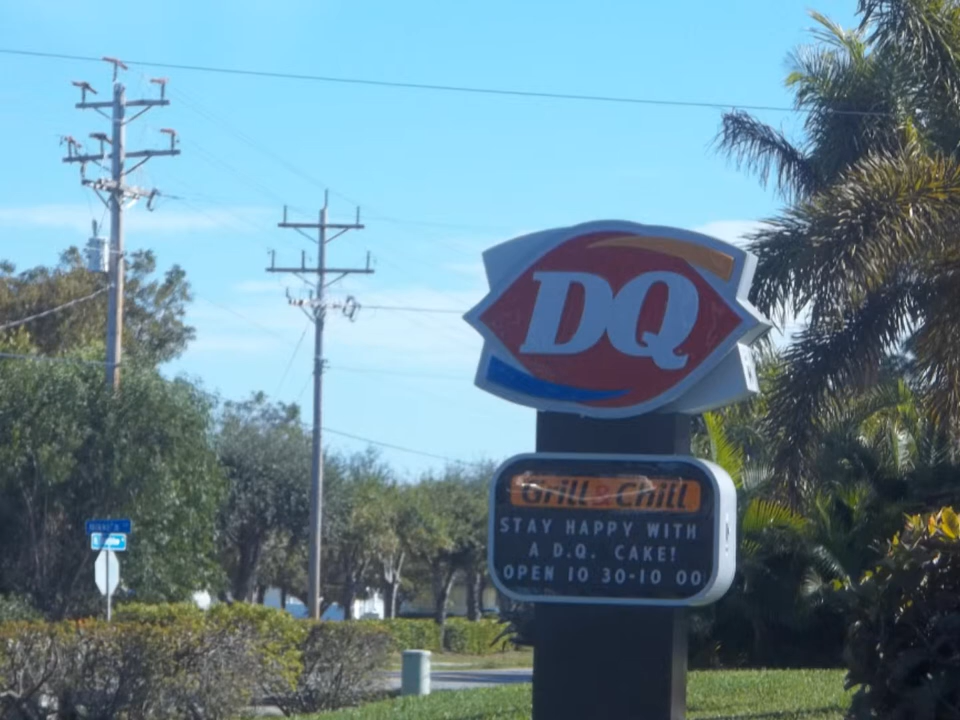 DQ
Grill & Chill
STAY HAPPY WITH
A D.Q. CAKE!
OPEN 10 30-10 00